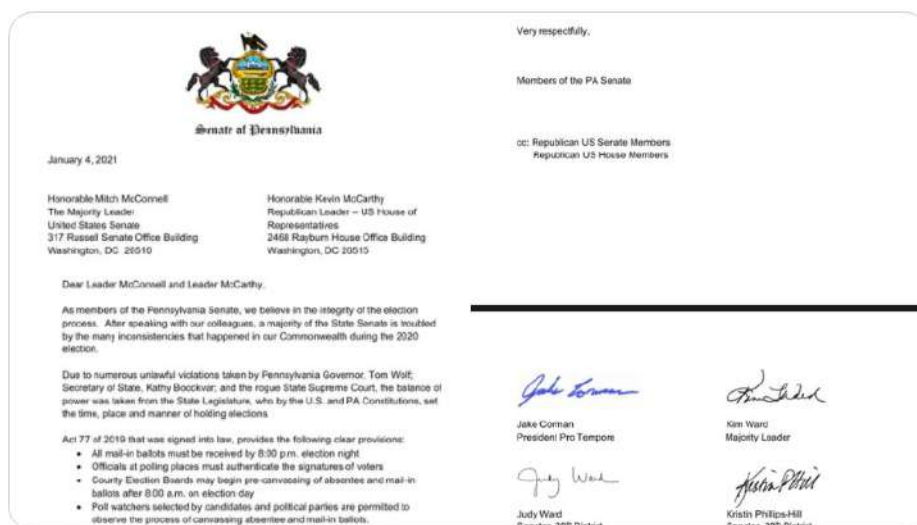 Senate of Pennsylvania
January 4, 2021
Honorable Mitch McConnell
The Majority Leader
United States Senate
317 Russell Senate Office Building
Washington, DC 20510
Honorable Kevin McCarthy
Republican Leader – US House of
Representatives
2468 Rayburn House Office Building
Washington, DC 20515
Dear Leader McConnell and Leader McCarthy,
As members of the Pennsylvania Senate, we believe in the integrity of the election
process. After speaking with our colleagues, a majority of the State Senate is troubled
by the many inconsistencies that happened in our Commonwealth during the 2020
election.
Due to numerous unlawful violations taken by Pennsylvania Governor, Tom Wolf;
Secretary of State, Kathy Boockvar; and the rogue State Supreme Court, the balance of
power was taken from the State Legislature, who by the U.S. and PA Constitutions, set
the time, place and manner of holding elections
Act 77 of 2019 that was signed into law, provides the following clear provisions:
• All mail-in ballots must be received by 8:00 p.m. election night
• Officials at polling places must authenticate the signatures of voters
• County Election Boards may begin pre-canvassing of absentee and mail-in
ballots after 8:00 a.m. on election day
• Poll watchers selected by candidates and political parties are permitted to
observe the process of canvassing absentee and mail-in ballots.
Very respectfully,
Members of the PA Senate
cc: Republican US Senate Members
Republican US House Members
Jake Corman
Kim Ward
Jake Corman
President Pro Tempore
Kim Ward
Majority Leader
Judy Ward
Kristin Phillips-Hill
Judy Ward
Kristin Phillips-Hill